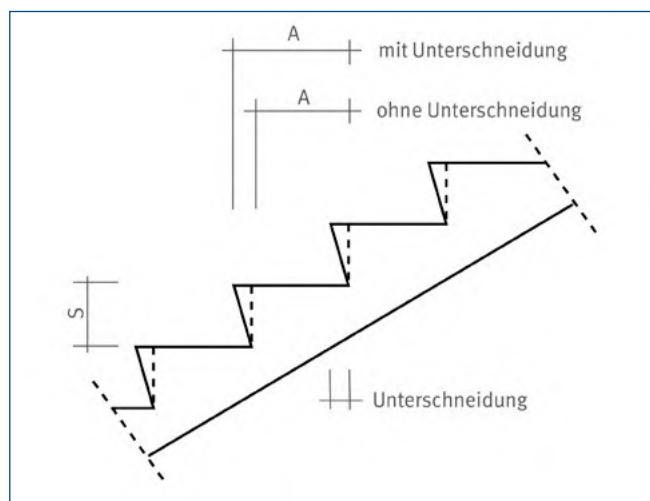 A
mit Unterschneidung
A
ohne Unterschneidung
S
Unterschneidung